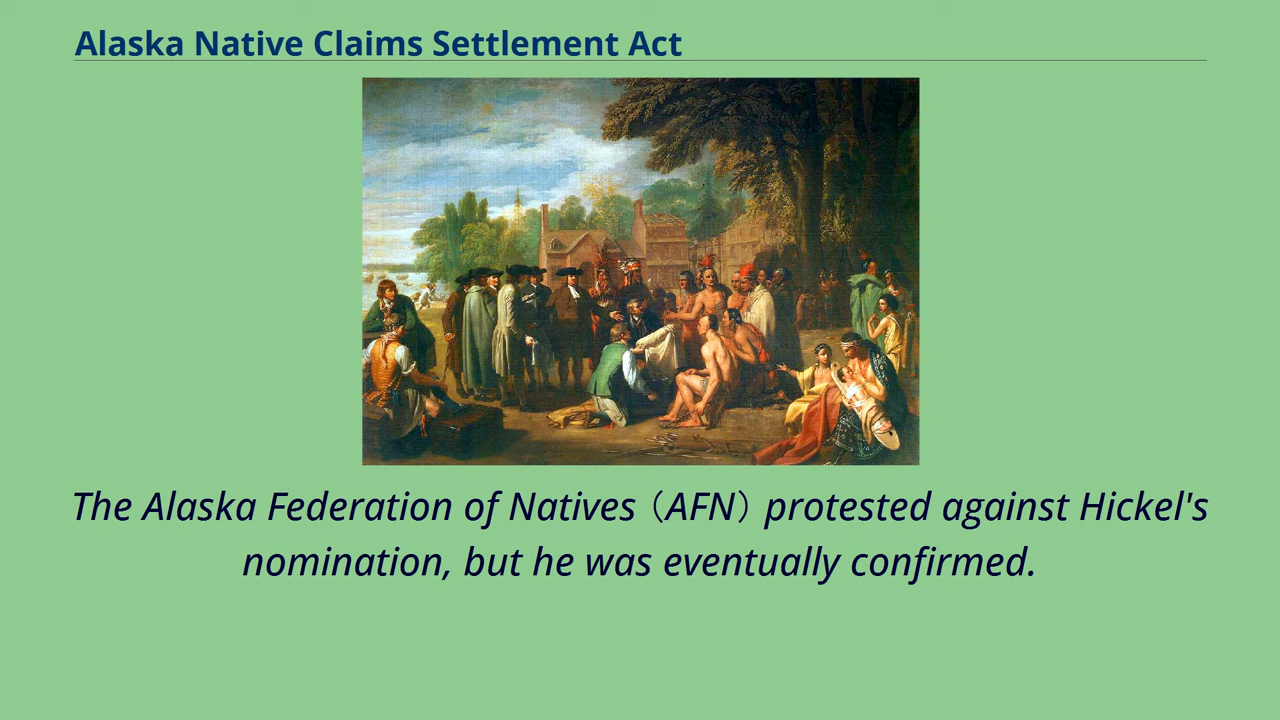 Alaska Native Claims Settlement Act
The Alaska Federation of Natives（AFN）protested against Hickel's
nomination, but he was eventually confirmed.